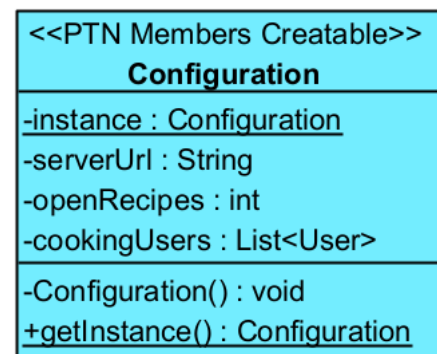 <<PTN Members Creatable>>
Configuration
-instance : Configuration
-serverUrl : String
-openRecipes : int
-cookingUsers : List<User>
-Configuration() : void
+getInstance() : Configuration